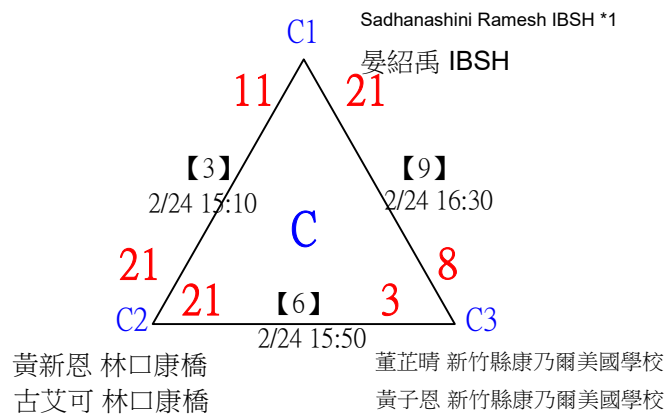 Sadhanashini Ramesh IBSH *1
C1
晏紹禹 IBSH
11 21
【3】 【9】
2/24 15:10 2/24 16:30
C
21 8
21 【6】 3
C2 C3
2/24 15:50
黃新恩 林口康橋 董芷晴 新竹縣康乃爾美國學校
古艾可 林口康橋 黃子恩 新竹縣康乃爾美國學校